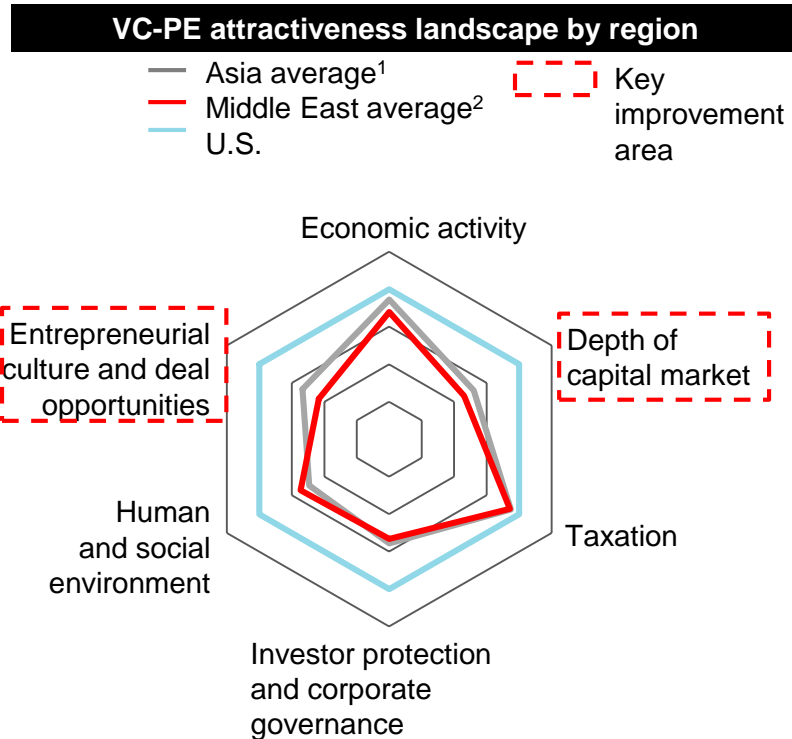 VC-PE attractiveness landscape by region
Asia average¹
Middle East average²
U.S.
Key
improvement
area
Economic activity
Entrepreneurial
culture and deal
opportunities
Depth of
capital market
Human
and social
environment
Taxation
Investor protection
and corporate
governance